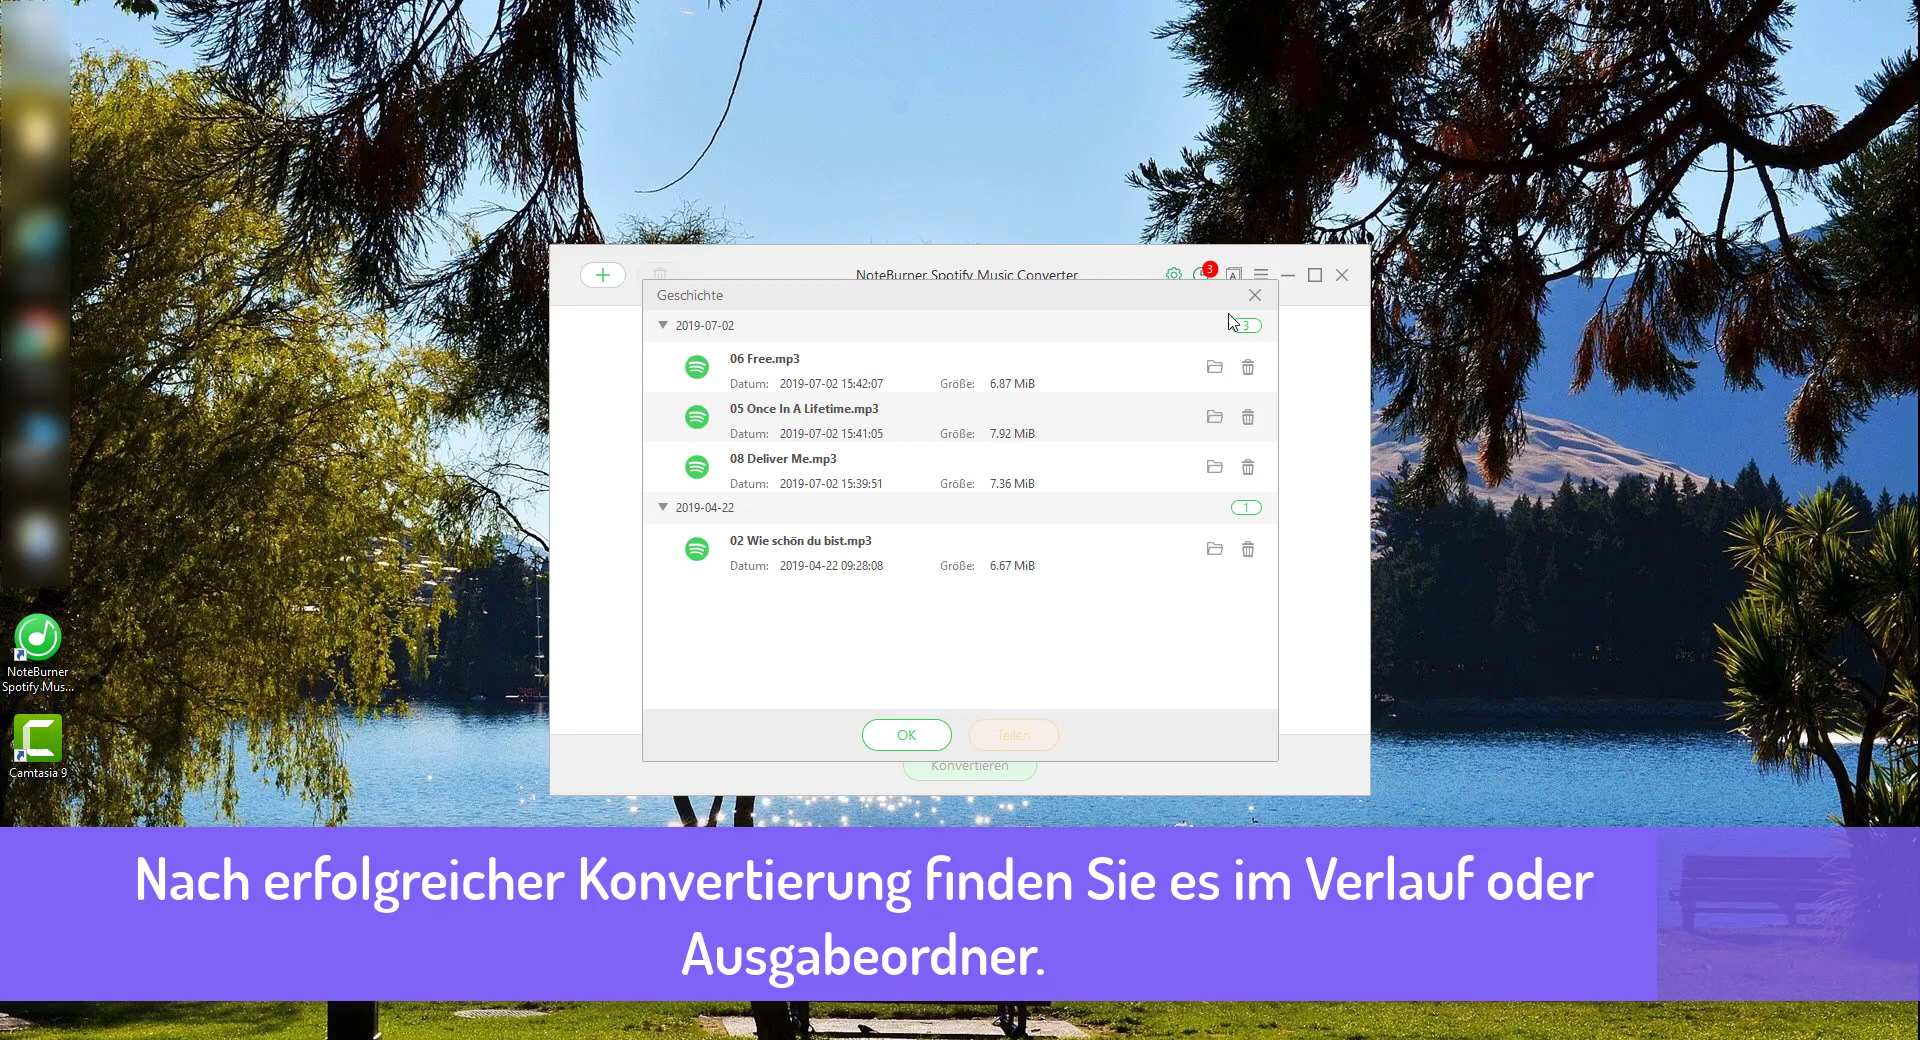 NoteBurner Spotify Music Converter
3
Geschichte
2019-07-02
3
06 Free.mp3
Datum: 2019-07-02 15:42:07 Größe: 6.87 MiB
05 Once In A Lifetime.mp3
Datum: 2019-07-02 15:41:05 Größe: 7.92 MiB
08 Deliver Me.mp3
Datum: 2019-07-02 15:39:51 Größe: 7.36 MiB
2019-04-22
1
02 Wie schön du bist.mp3
Datum: 2019-04-22 09:28:08 Größe: 6.67 MiB
OK
Teilen
Konvertieren
NoteBurner
Spotify Mus...
Camtasia 9
Nach erfolgreicher Konvertierung finden Sie es im Verlauf oder
Ausgabeordner.